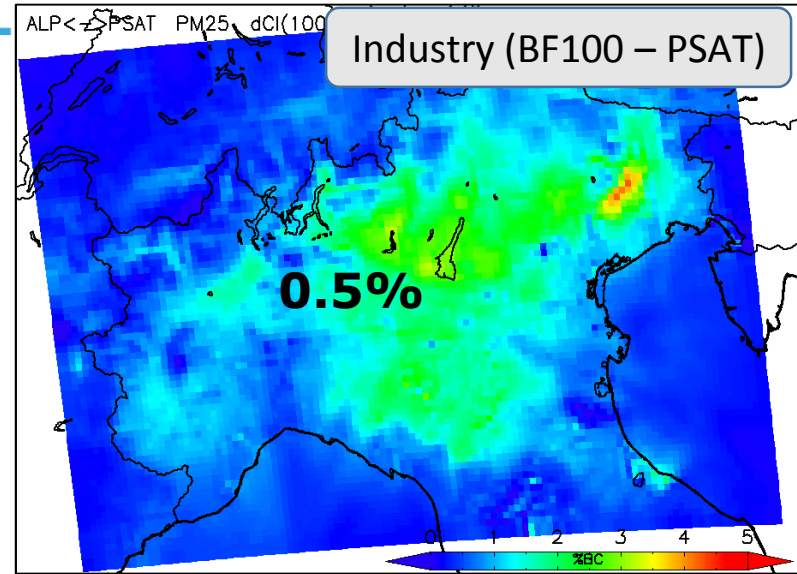 ALP<->PSAT PM25 dCI(100
Industry (BF100 – PSAT)
0.5%
0 1 2 3 4 5
%BC